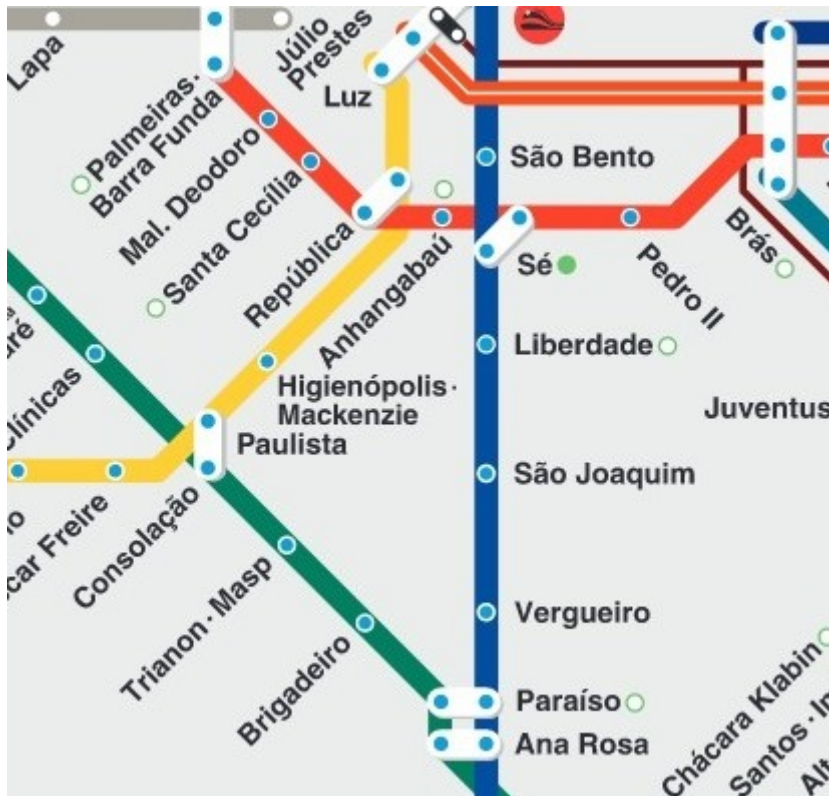 Lapa
Júlio
Prestes
Luz
Palmeiras·
Barra Funda
Mal. Deodoro
Santa Cecília
República
Anhangabaú
São Bento
Sé
Pedro II
Brás
Liberdade
Higienópolis·
Mackenzie
Paulista
Juventus
São Joaquim
Consolação
Trianon·Masp
Brigadeiro
Vergueiro
Paraíso
Ana Rosa
Chácara Klabin